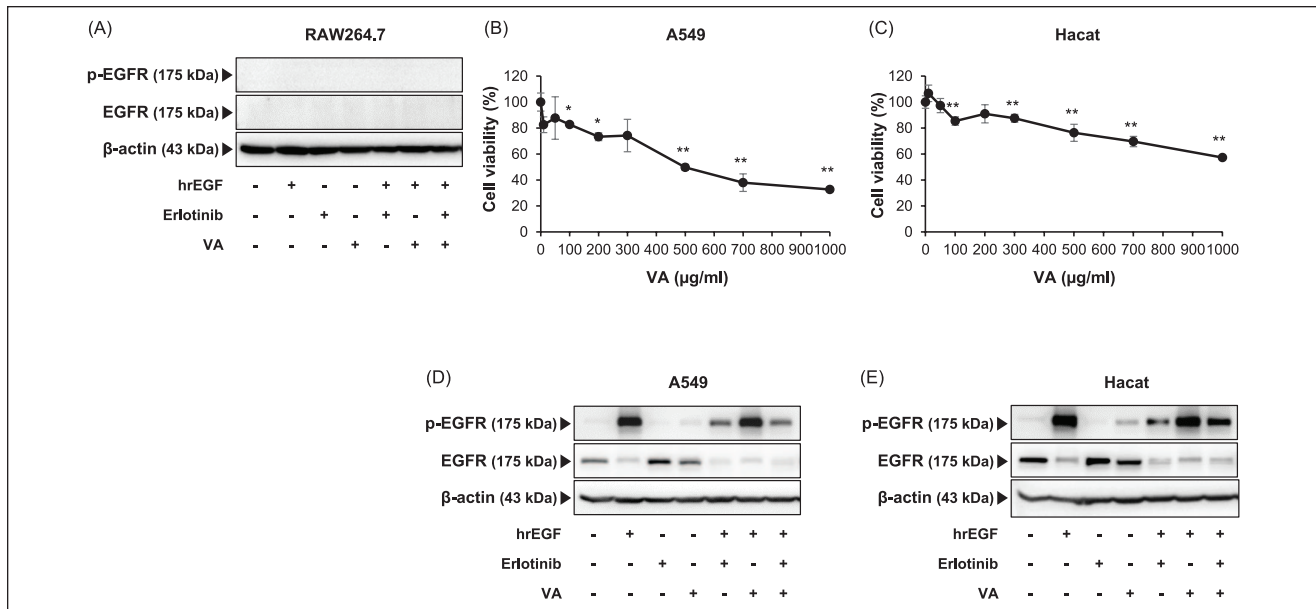 (A)
RAW264.7
p-EGFR (175 kDa)
EGFR (175 kDa)
β-actin (43 kDa)
hrEGF - + - - + + +
Erlotinib - - + - + - +
VA - - - + - + +
(B)
A549
Cell viability (%)
120
100
80
60
40
20
0
* * ** ** **
0 100 200 300 400 500 600 700 800 900 1000
VA (µg/ml)
(C)
Hacat
Cell viability (%)
120
100
80
60
40
20
0
** ** ** ** **
0 100 200 300 400 500 600 700 800 900 1000
VA (µg/ml)
(D)
A549
p-EGFR (175 kDa)
EGFR (175 kDa)
β-actin (43 kDa)
hrEGF - + - - + + +
Erlotinib - - + - + - +
VA - - - + - + +
(E)
Hacat
p-EGFR (175 kDa)
EGFR (175 kDa)
β-actin (43 kDa)
hrEGF - + - - + + +
Erlotinib - - + - + - +
VA - - - + - + +